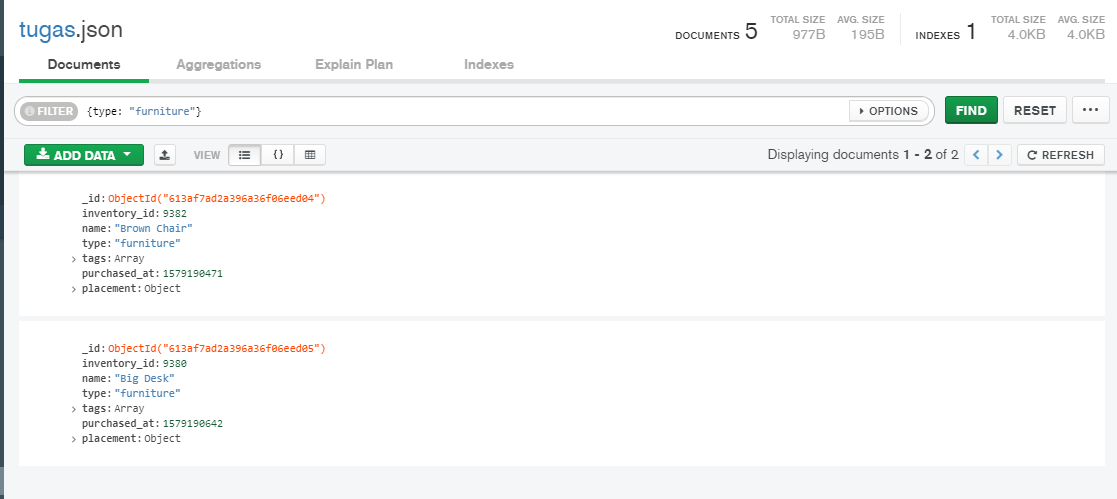 tugas.json
DOCUMENTS 5 TOTAL SIZE 977B AVG. SIZE 195B INDEXES 1 TOTAL SIZE 4.0KB AVG. SIZE 4.0KB
Documents Aggregations Explain Plan Indexes
FILTER {type: "furniture"} OPTIONS FIND RESET ...
ADD DATA VIEW {} Displaying documents 1 - 2 of 2 < > REFRESH
_id: ObjectId("613af7ad2a396a36f06eed04")
inventory_id: 9382
name: "Brown Chair"
type: "furniture"
> tags: Array
purchased_at: 1579190471
> placement: Object
_id: ObjectId("613af7ad2a396a36f06eed05")
inventory_id: 9380
name: "Big Desk"
type: "furniture"
> tags: Array
purchased_at: 1579190642
> placement: Object